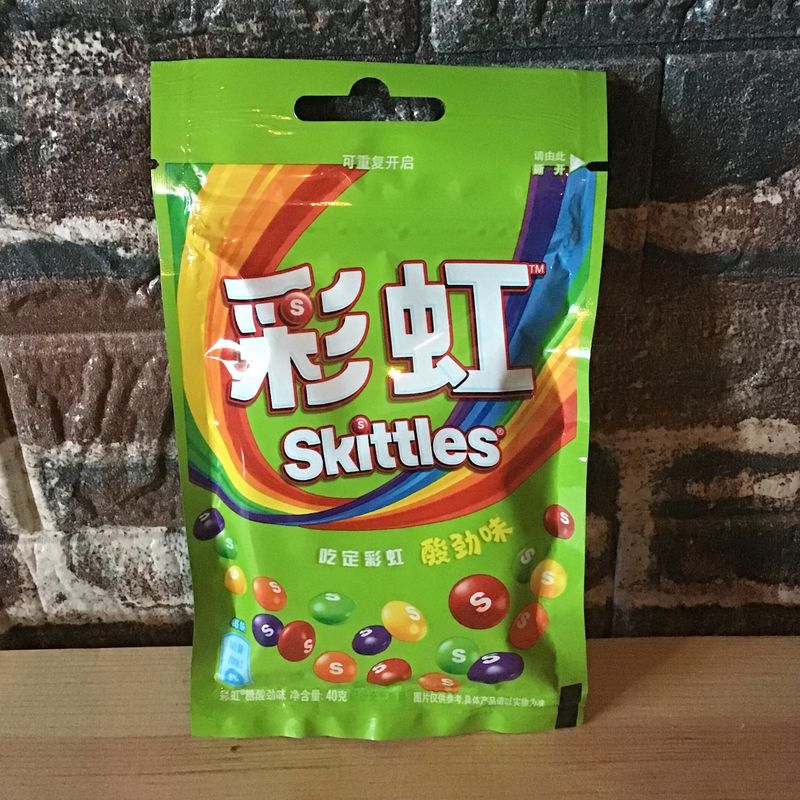 可重复开启
请由此
撕开
彩虹™
Skittles®
吃定彩虹 酸劲味
彩虹®糖酸劲味 净含量: 40克
图片仅供参考,具体产品请以实物为准